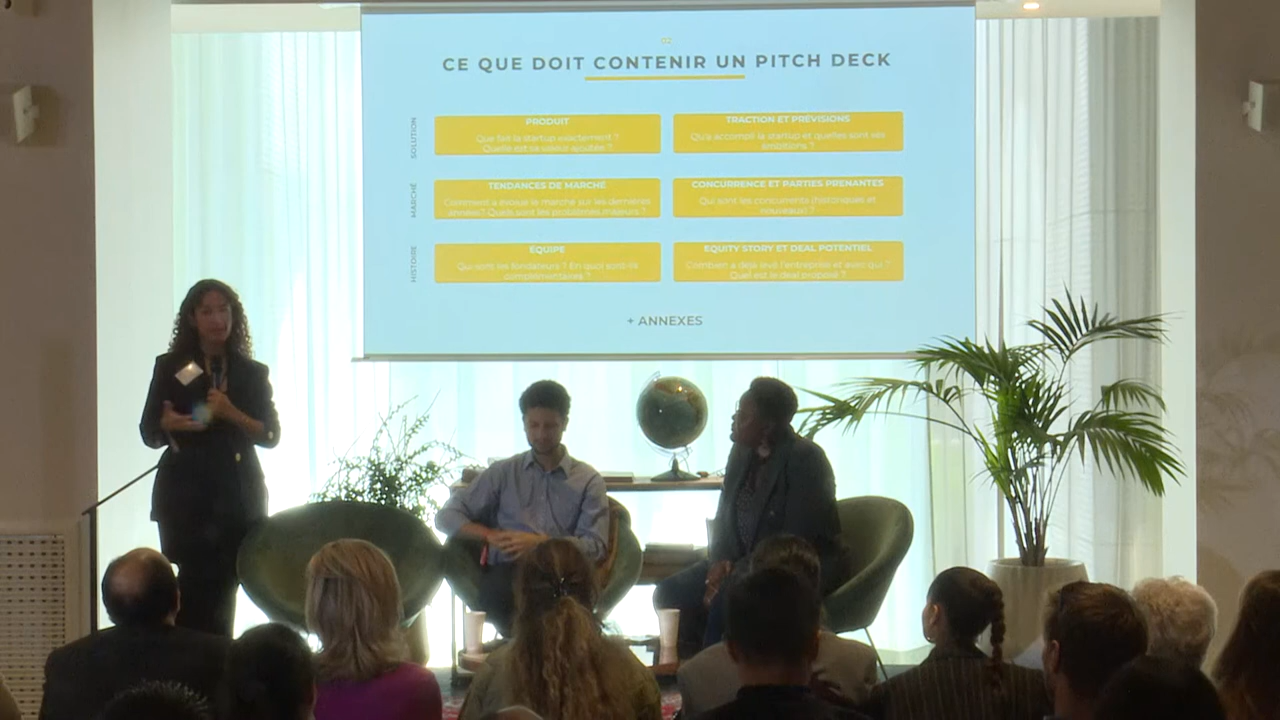 02
CE QUE DOIT CONTENIR UN PITCH DECK
SOLUTION
PRODUIT
Que fait la startup exactement ?
Quelle est sa valeur ajoutée ?
TRACTION ET PRÉVISIONS
Qu'a accompli la startup et quelles sont ses
ambitions ?
MARCHÉ
TENDANCES DE MARCHÉ
Comment a évolué le marché sur les dernières
années? Quels sont les problèmes majeurs ?
CONCURRENCE ET PARTIES PRENANTES
Qui sont les concurrents (historiques et
nouveaux) ?
HISTOIRE
EQUIPE
Qui sont les fondateurs ? En quoi sont-ils
complémentaires ?
EQUITY STORY ET DEAL POTENTIEL
Combien a déjà levé l'entreprise et avec qui ?
Quel est le deal proposé ?
+ ANNEXES